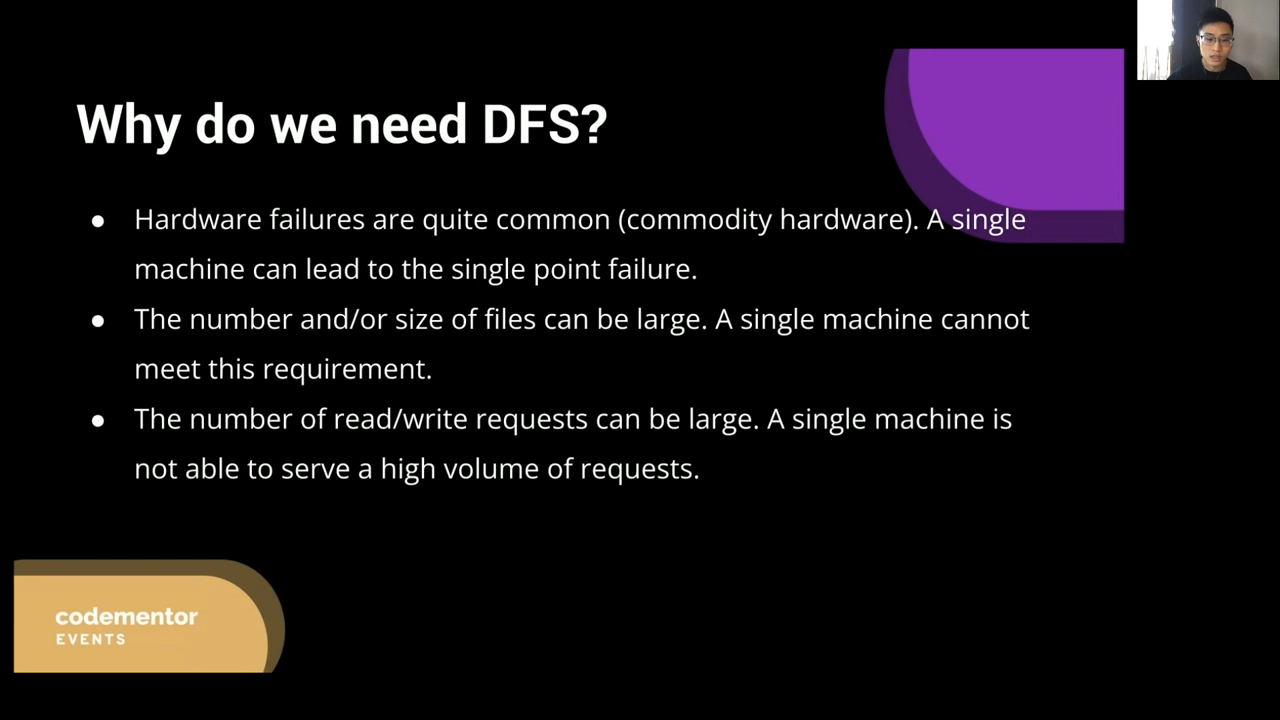 Why do we need DFS?
● Hardware failures are quite common (commodity hardware). A single
machine can lead to the single point failure.
● The number and/or size of files can be large. A single machine cannot
meet this requirement.
● The number of read/write requests can be large. A single machine is
not able to serve a high volume of requests.
codementor
EVENTS